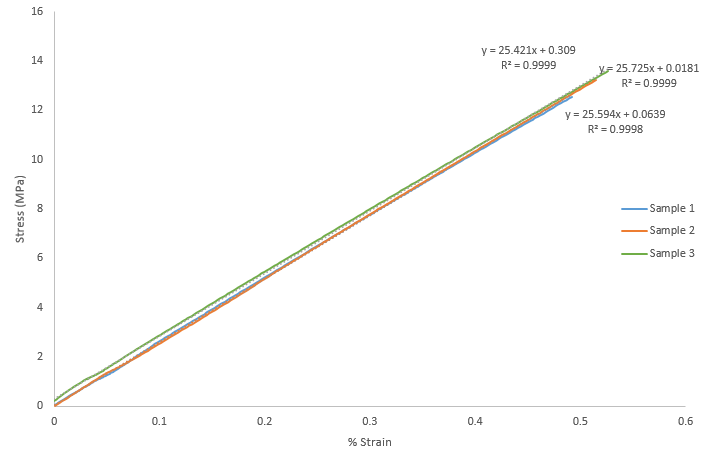 16
14
12
10
8
6
4
2
0
Stress (MPa)
y = 25.421x + 0.309
R² = 0.9999
y = 25.725x + 0.0181
R² = 0.9999
y = 25.594x + 0.0639
R² = 0.9998
Sample 1
Sample 2
Sample 3
0 0.1 0.2 0.3 0.4 0.5 0.6
% Strain